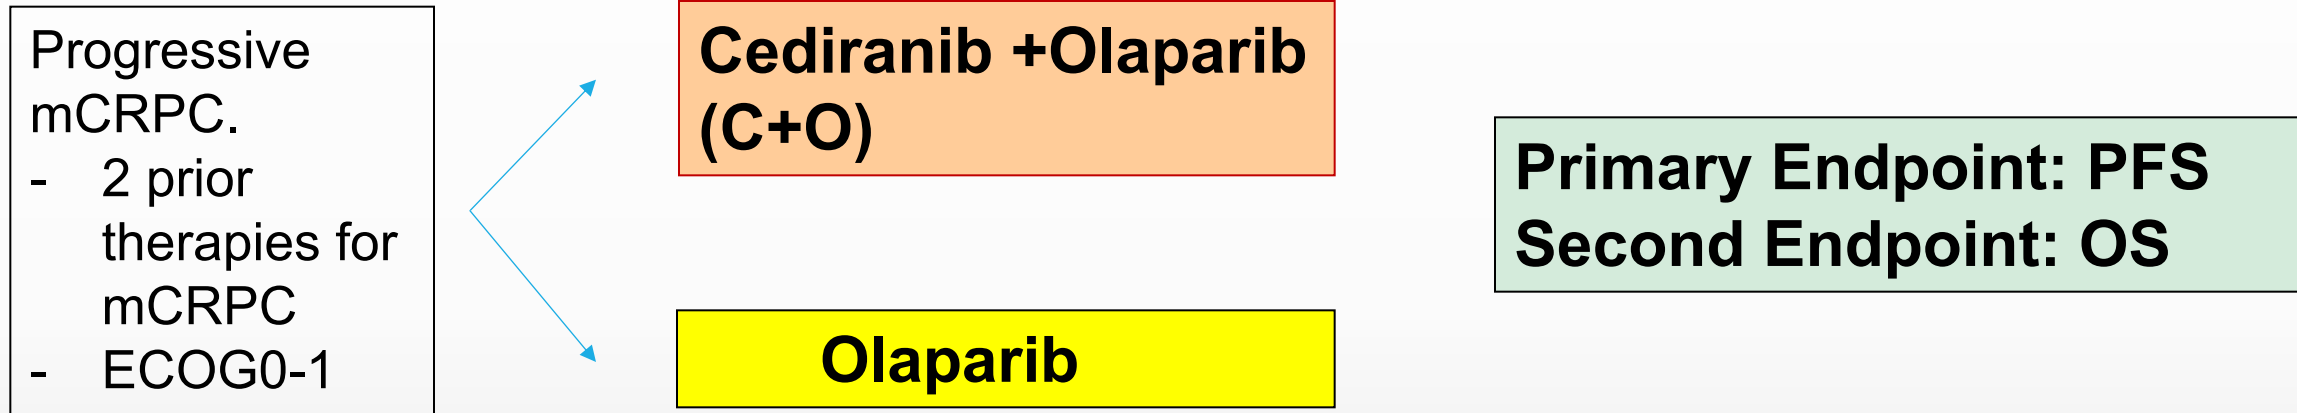 Progressive
mCRPC.
- 2 prior
therapies for
mCRPC
- ECOG0-1
Cediranib +Olaparib
(C+O)
Olaparib
Primary Endpoint: PFS
Second Endpoint: OS